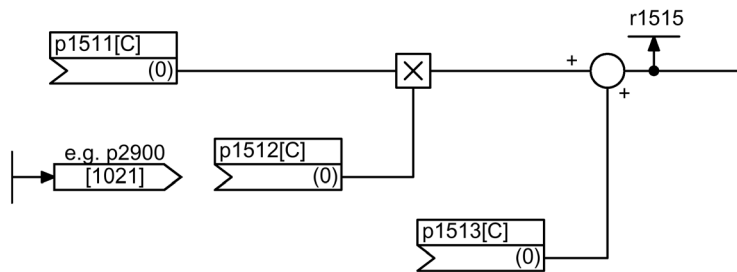 r1515
p1511[C]
(0)
+
+
e.g. p2900
[1021]
p1512[C]
(0)
p1513[C]
(0)